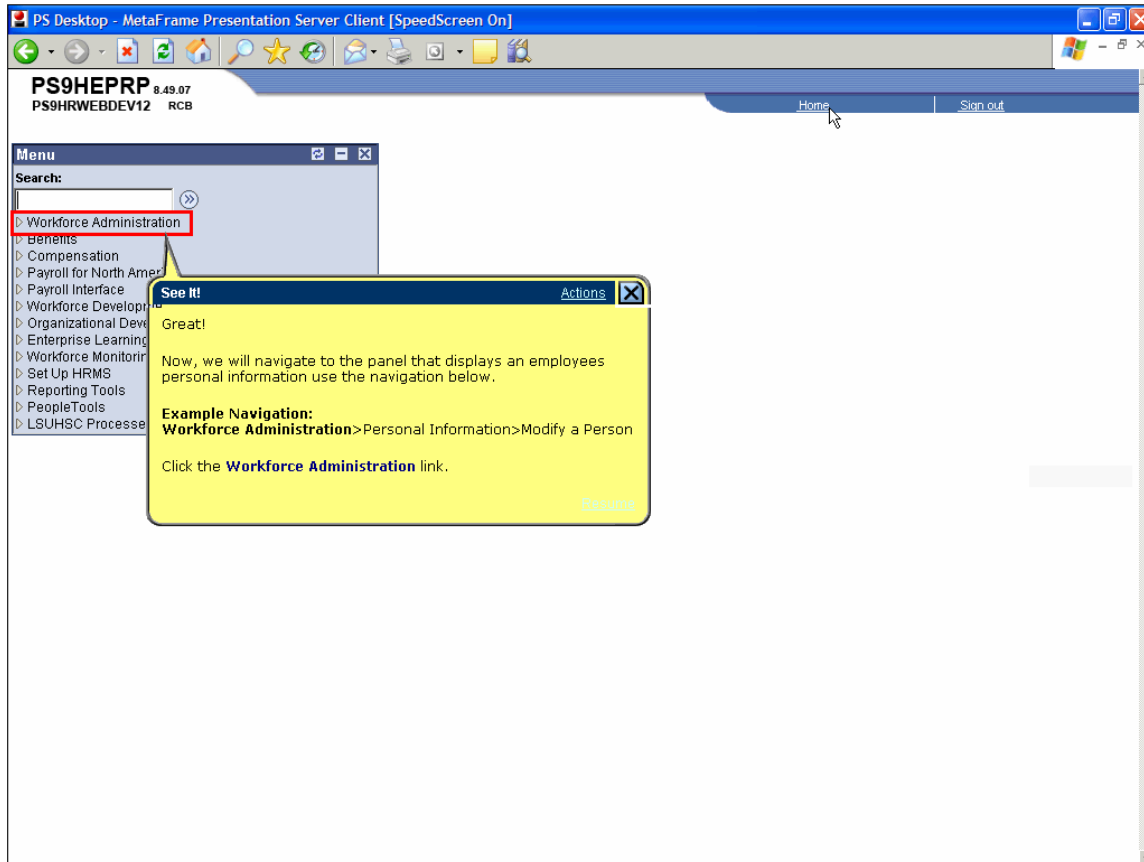 PS Desktop - MetaFrame Presentation Server Client [SpeedScreen On]
PS9HEPRP 8.49.07
PS9HRWEBDEV12 RCB
Home
Sign out
Menu
Search:
Workforce Administration
Benefits
Compensation
Payroll for North Amer
Payroll Interface
Workforce Developm
Organizational Deve
Enterprise Learning
Workforce Monitorin
Set Up HRMS
Reporting Tools
PeopleTools
LSUHSC Processe
See It!
Actions
Great!
Now, we will navigate to the panel that displays an employees
personal information use the navigation below.
Example Navigation:
Workforce Administration>Personal Information>Modify a Person
Click the Workforce Administration link.
Resume